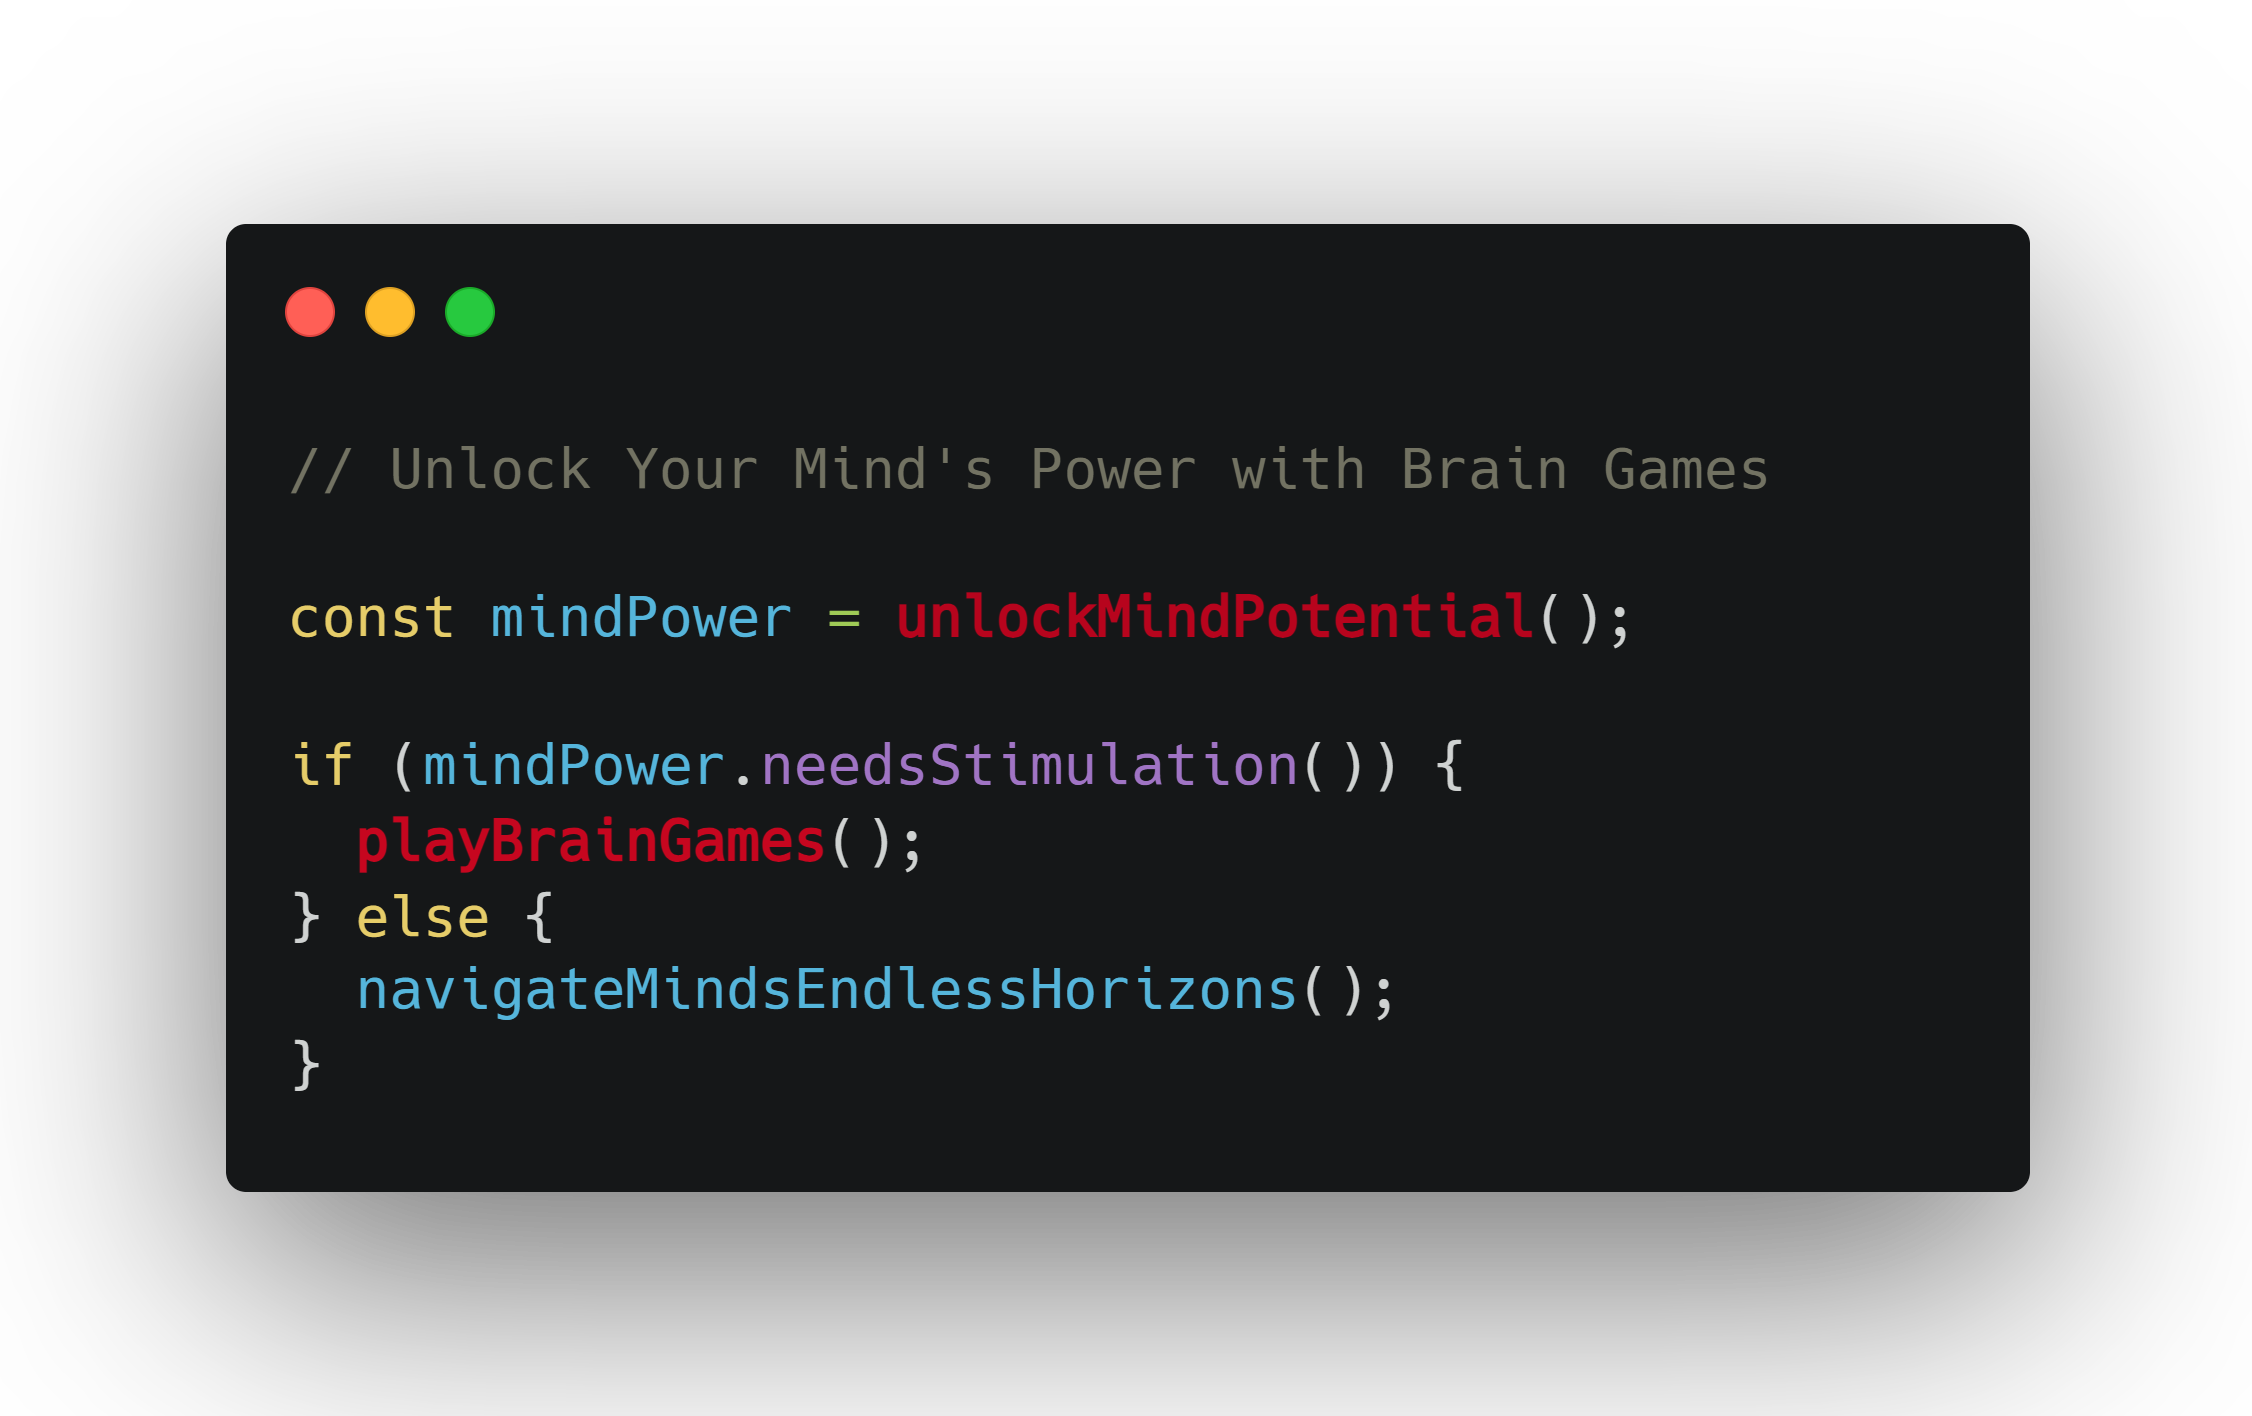 // Unlock Your Mind's Power with Brain Games
const mindPower = unlockMindPotential();
if (mindPower.needsStimulation()) {
  playBrainGames();
} else {
  navigateMindsEndlessHorizons();
}